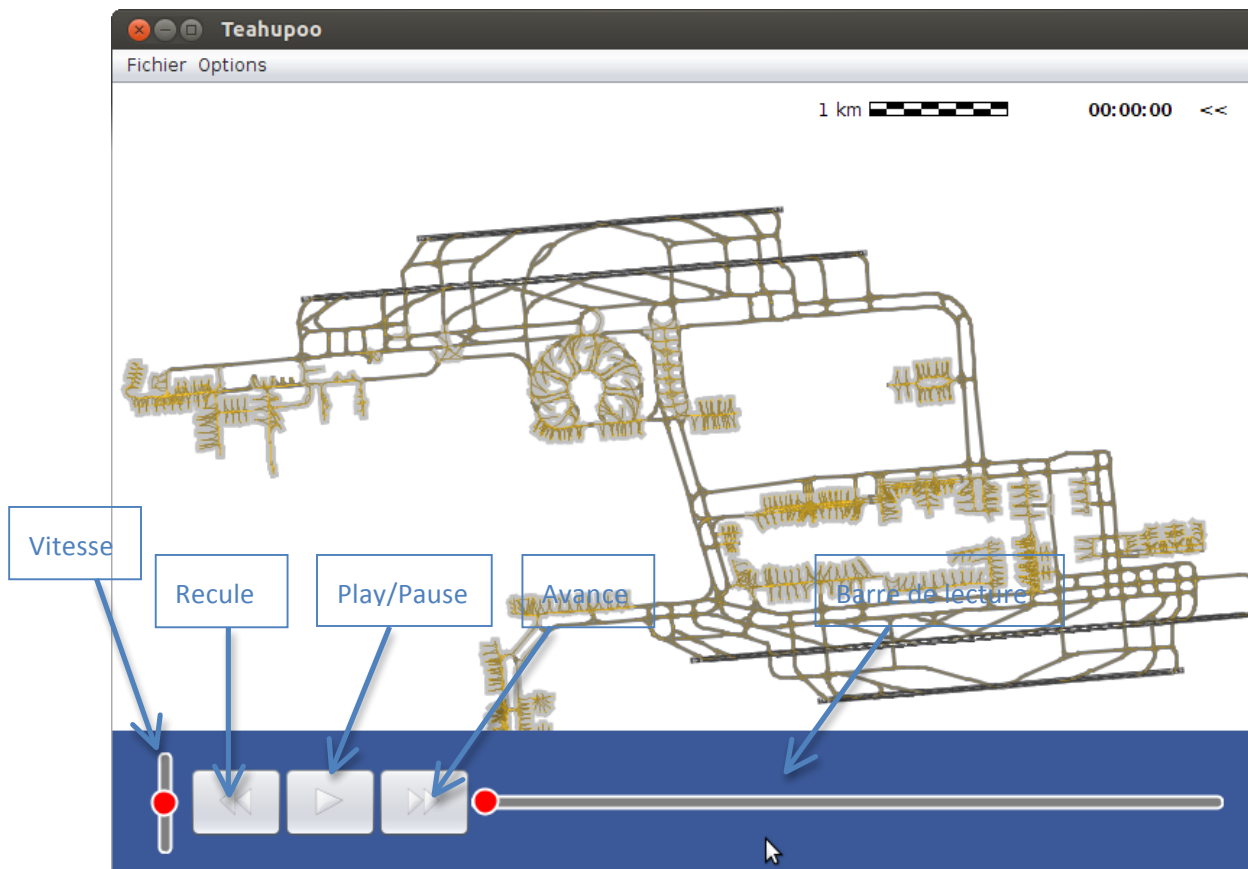 Teahupoo
Fichier Options
1 km 00:00:00 <<
Vitesse
Recule
Play/Pause
Avance
Barre de lecture